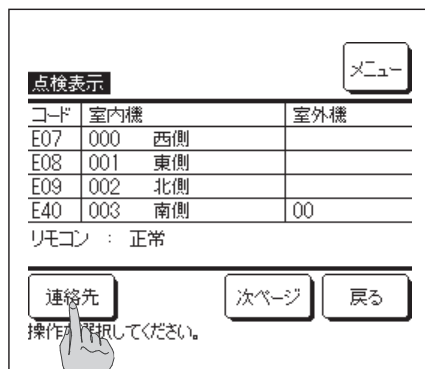 メニュー
点検表示
コード 室内機 室外機
E07 000 西側
E08 001 東側
E09 002 北側
E40 003 南側 00
リモコン : 正常
連絡先 次ページ 戻る
操作を選択してください。